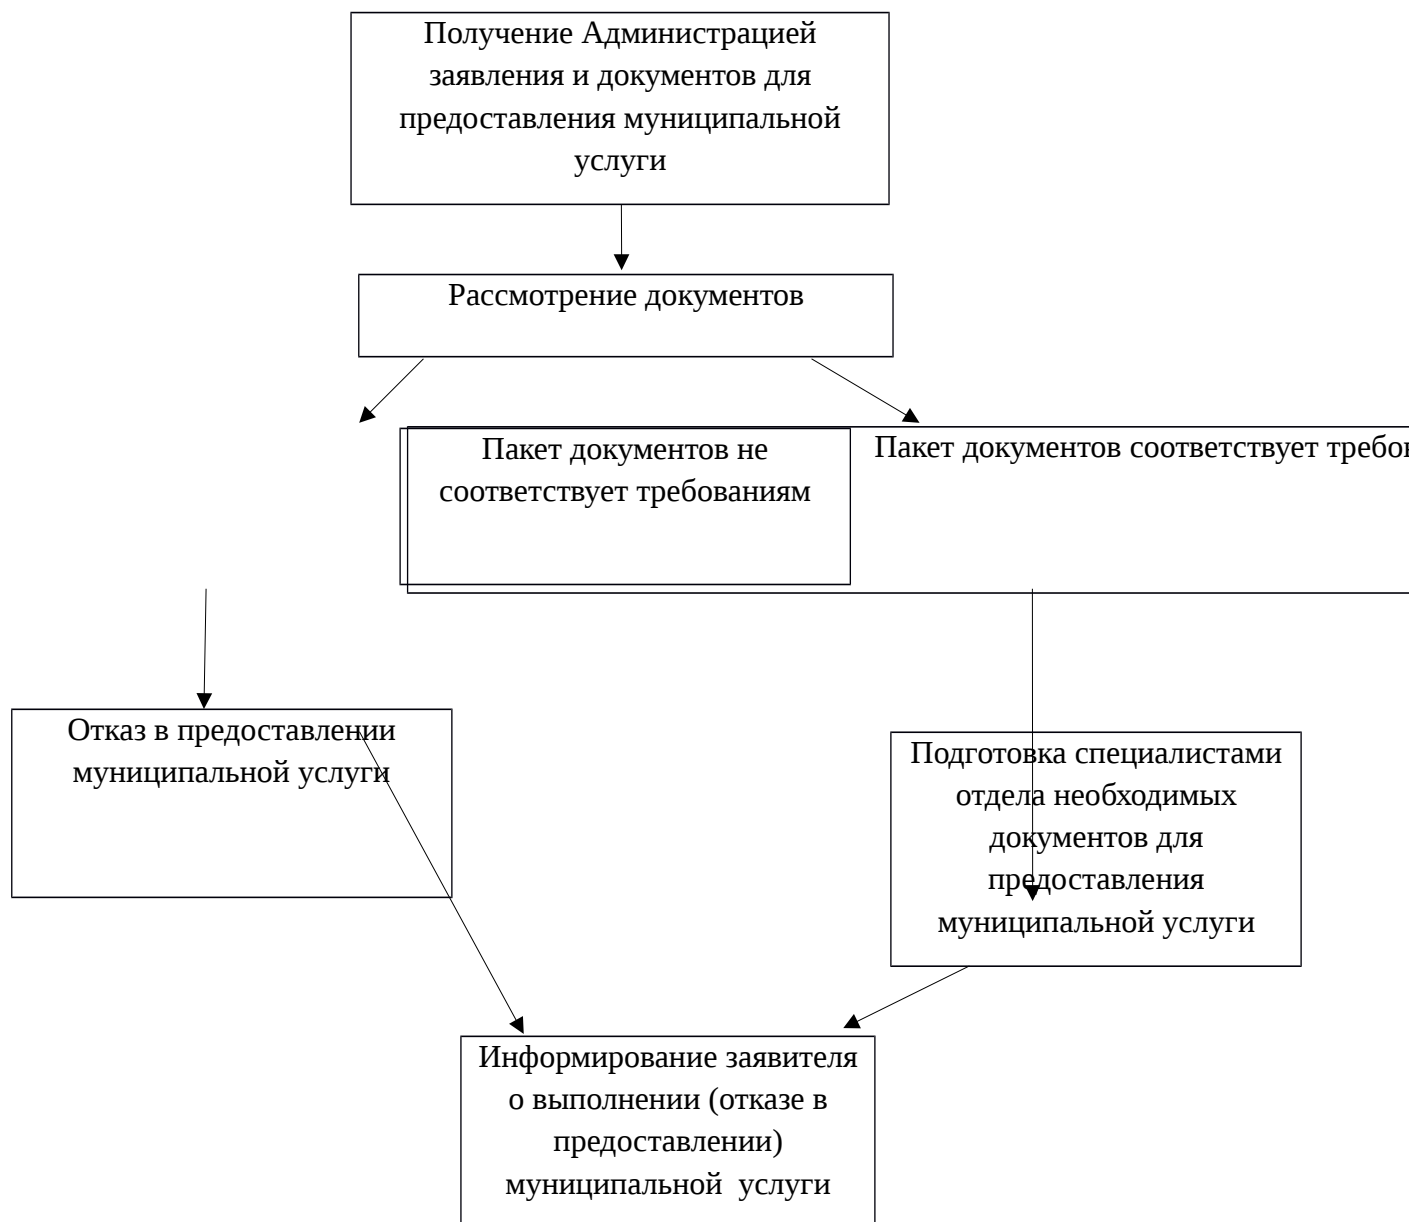 Получение Администрацией
заявления и документов для
предоставления муниципальной
услуги
Рассмотрение документов
Пакет документов не
соответствует требованиям
Пакет документов соответствует
Отказ в предоставлении
муниципальной услуги
Подготовка специалистами
отдела необходимых
документов для
предоставления
муниципальной услуги
Информирование заявителя
о выполнении (отказе в
предоставлении)
муниципальной услуги